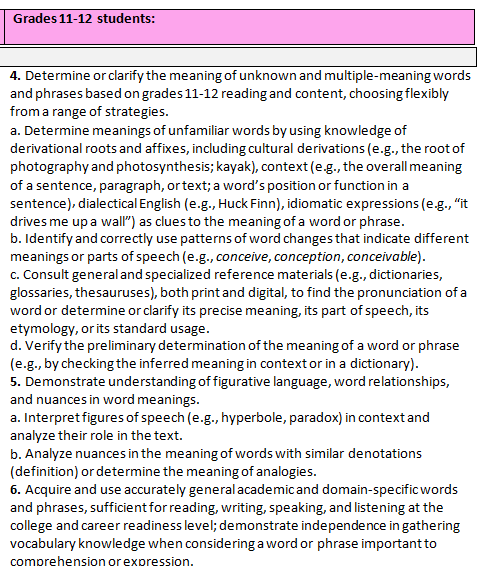 Grades 11-12 students:
4. Determine or clarify the meaning of unknown and multiple-meaning words
and phrases based on grades 11-12 reading and content, choosing flexibly
from a range of strategies.
a. Determine meanings of unfamiliar words by using knowledge of
derivational roots and affixes, including cultural derivations (e.g., the root of
photography and photosynthesis; kayak), context (e.g., the overall meaning
of a sentence, paragraph, or text; a word's position or function in a
sentence), dialectical English (e.g., Huck Finn), idiomatic expressions (e.g., “it
drives me up a wall”) as clues to the meaning of a word or phrase.
b. Identify and correctly use patterns of word changes that indicate different
meanings or parts of speech (e.g., conceive, conception, conceivable).
c. Consult general and specialized reference materials (e.g., dictionaries,
glossaries, thesauruses), both print and digital, to find the pronunciation of a
word or determine or clarify its precise meaning, its part of speech, its
etymology, or its standard usage.
d. Verify the preliminary determination of the meaning of a word or phrase
(e.g., by checking the inferred meaning in context or in a dictionary).
5. Demonstrate understanding of figurative language, word relationships,
and nuances in word meanings.
a. Interpret figures of speech (e.g., hyperbole, paradox) in context and
analyze their role in the text.
b. Analyze nuances in the meaning of words with similar denotations
(definition) or determine the meaning of analogies.
6. Acquire and use accurately general academic and domain-specific words
and phrases, sufficient for reading, writing, speaking, and listening at the
college and career readiness level; demonstrate independence in gathering
vocabulary knowledge when considering a word or phrase important to
comprehension or expression.